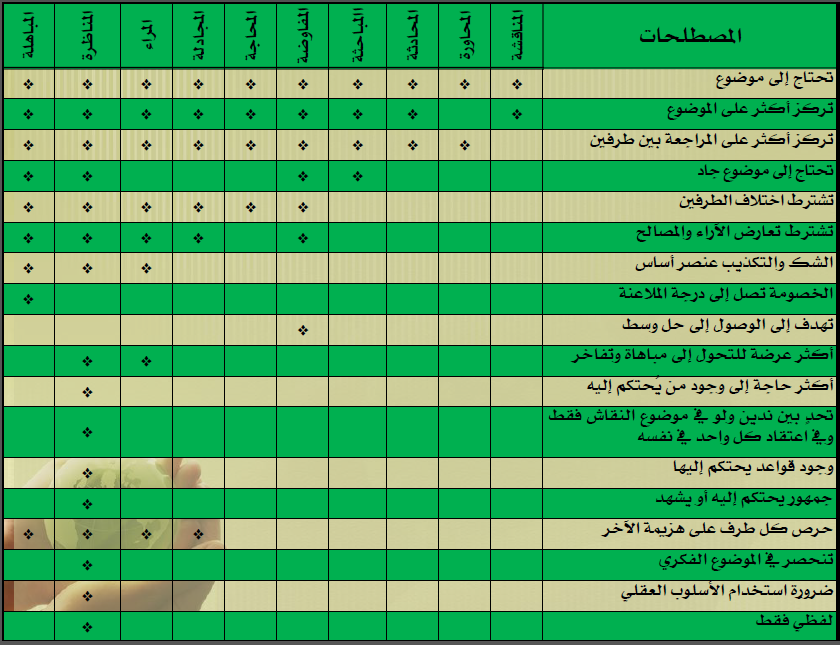 المصطلحات المناقشة المحاورة المحادثة المباحثة المفاوضة المحاجة المجادلة المراء المناظرة المباهلة
تحتاج إلى موضوع ❖ ❖ ❖ ❖ ❖ ❖ ❖ ❖ ❖ ❖
تركز أكثر على الموضوع ❖ ❖ ❖ ❖ ❖ ❖ ❖ ❖ ❖
تركز أكثر على المراجعة بين طرفين ❖ ❖ ❖ ❖ ❖ ❖ ❖ ❖ ❖
تحتاج إلى موضوع جاد ❖ ❖ ❖ ❖
تشترط اختلاف الطرفين ❖ ❖ ❖ ❖ ❖ ❖
تشترط تعارض الآراء والمصالح ❖ ❖ ❖ ❖ ❖
الشك والتكذيب عنصر أساس ❖ ❖ ❖
الخصومة تصل إلى درجة الملاعنة ❖
تهدف إلى الوصول إلى حل وسط ❖
أكثر عرضة للتحول إلى مباهاة وتفاخر ❖ ❖
أكثر حاجة إلى وجود من يُحتكم إليه ❖
تحدٍ بين ندين ولو في موضوع النقاش فقط
وفي اعتقاد كل واحد في نفسه ❖
وجود قواعد يحتكم إليها ❖
جمهور يحتكم إليه أو يشهد ❖
حرص كل طرف على هزيمة الآخر ❖ ❖ ❖ ❖
تنحصر في الموضوع الفكري ❖
ضرورة استخدام الأسلوب العقلي ❖
لفظي فقط ❖